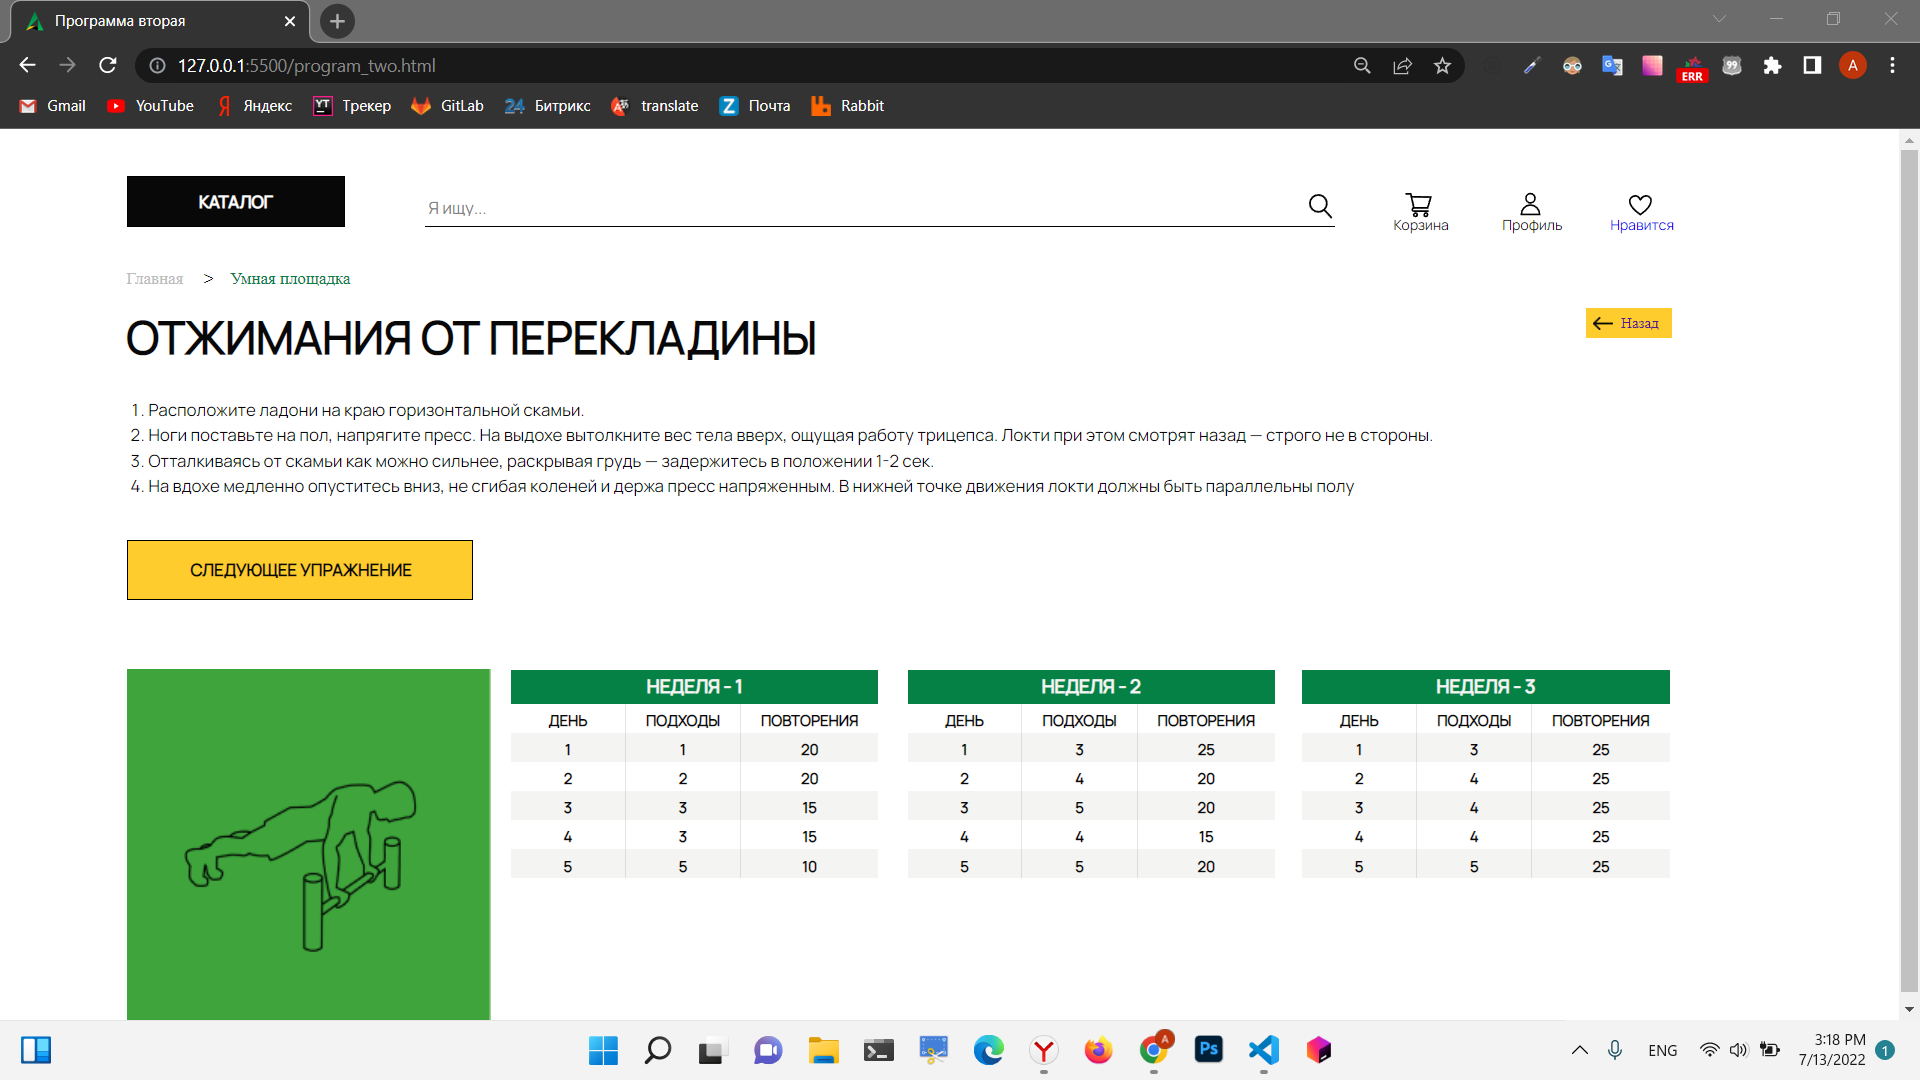 Программа вторая
127.0.0.1:5500/program_two.html
ERR
99
A
Gmail
YouTube
Яндекс
YT
Трекер
GitLab
24
Битрикс
translate
Z
Почта
Rabbit
КАТАЛОГ
Я ищу...
Корзина
Профиль
Нравится
Главная > Умная площадка
ОТЖИМАНИЯ ОТ ПЕРЕКЛАДИНЫ
Назад
1. Расположите ладони на краю горизонтальной скамьи.
2. Ноги поставьте на пол, напрягите пресс. На выдохе вытолкните вес тела вверх, ощущая работу трицепса. Локти при этом смотрят назад — строго не в стороны.
3. Отталкиваясь от скамьи как можно сильнее, раскрывая грудь — задержитесь в положении 1-2 сек.
4. На вдохе медленно опуститесь вниз, не сгибая коленей и держа пресс напряженным. В нижней точке движения локти должны быть параллельны полу
СЛЕДУЮЩЕЕ УПРАЖНЕНИЕ
НЕДЕЛЯ - 1
ДЕНЬ ПОДХОДЫ ПОВТОРЕНИЯ
1 1 20
2 2 20
3 3 15
4 3 15
5 5 10
НЕДЕЛЯ - 2
ДЕНЬ ПОДХОДЫ ПОВТОРЕНИЯ
1 3 25
2 4 20
3 5 20
4 4 15
5 5 20
НЕДЕЛЯ - 3
ДЕНЬ ПОДХОДЫ ПОВТОРЕНИЯ
1 3 25
2 4 25
3 4 25
4 4 25
5 5 25
A
Ps
ENG
3:18 PM
7/13/2022
1